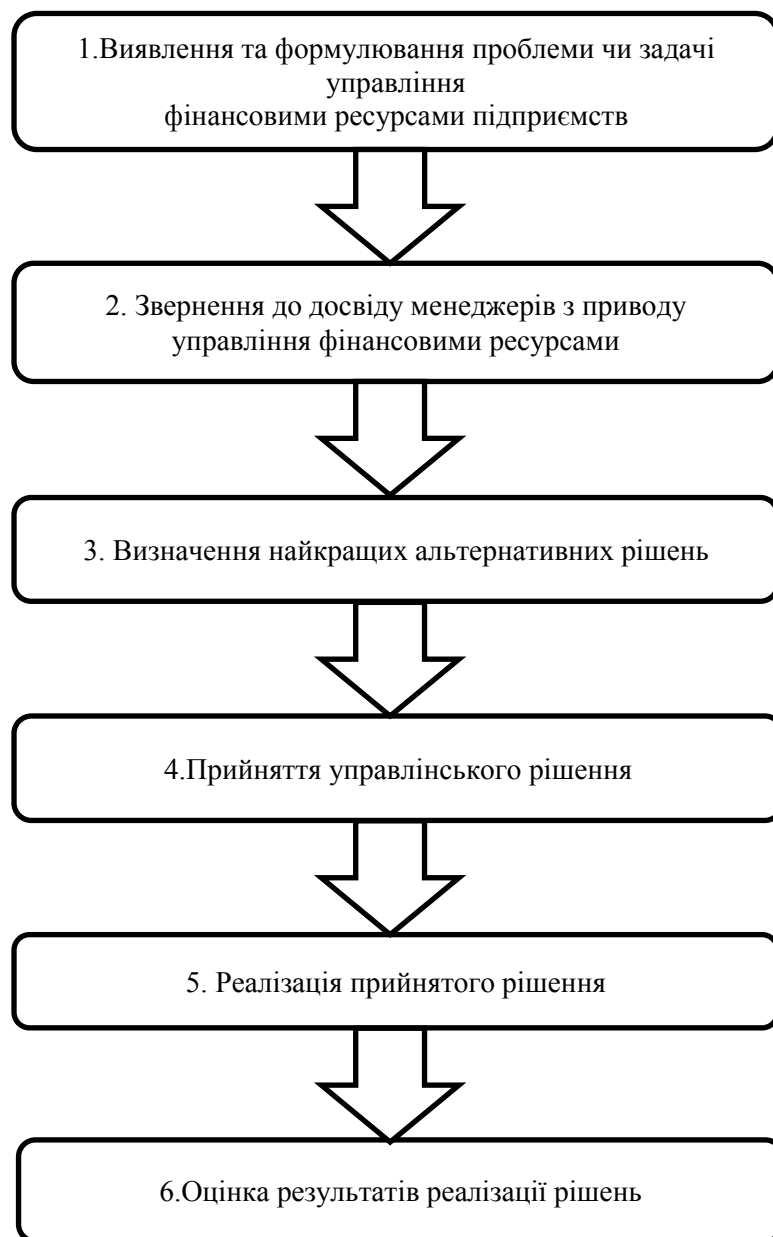 1.Виявлення та формулювання проблеми чи задачі
управління
фінансовими ресурсами підприємств
2. Звернення до досвіду менеджерів з приводу
управління фінансовими ресурсами
3. Визначення найкращих альтернативних рішень
4.Прийняття управлінського рішення
5. Реалізація прийнятого рішення
6.Оцінка результатів реалізації рішень